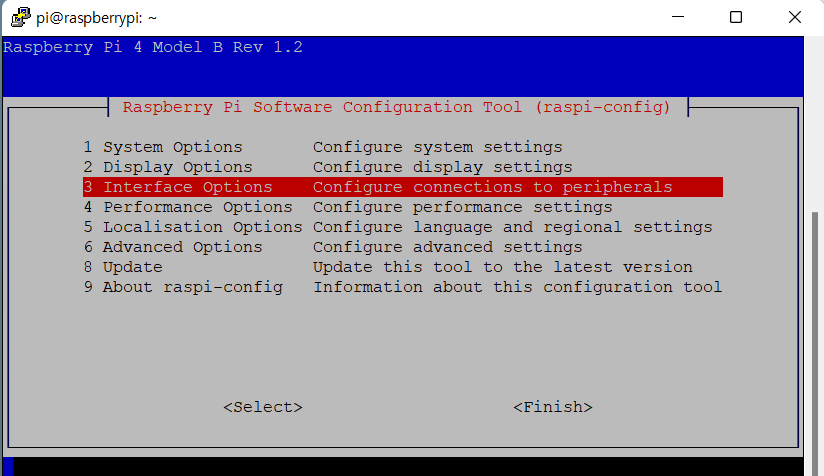 pi@raspberrypi: ~
Raspberry Pi 4 Model B Rev 1.2
Raspberry Pi Software Configuration Tool (raspi-config)
1 System Options Configure system settings
2 Display Options Configure display settings
3 Interface Options Configure connections to peripherals
4 Performance Options Configure performance settings
5 Localisation Options Configure language and regional settings
6 Advanced Options Configure advanced settings
8 Update Update this tool to the latest version
9 About raspi-config Information about this configuration tool
<Select> <Finish>